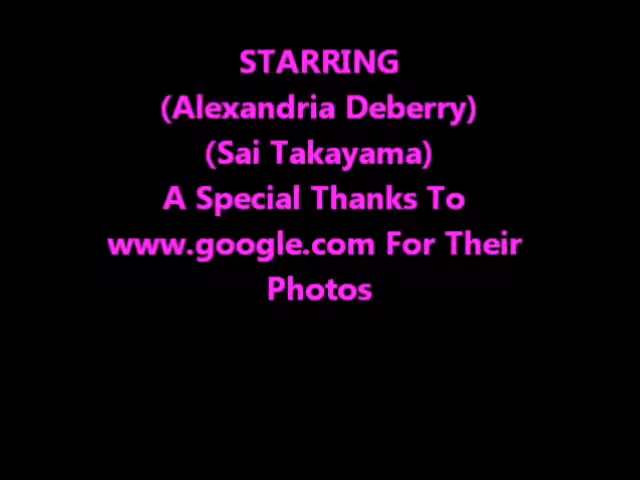 STARRING
(Alexandria Deberry)
(Sai Takayama)
A Special Thanks To
www.google.com For Their
Photos